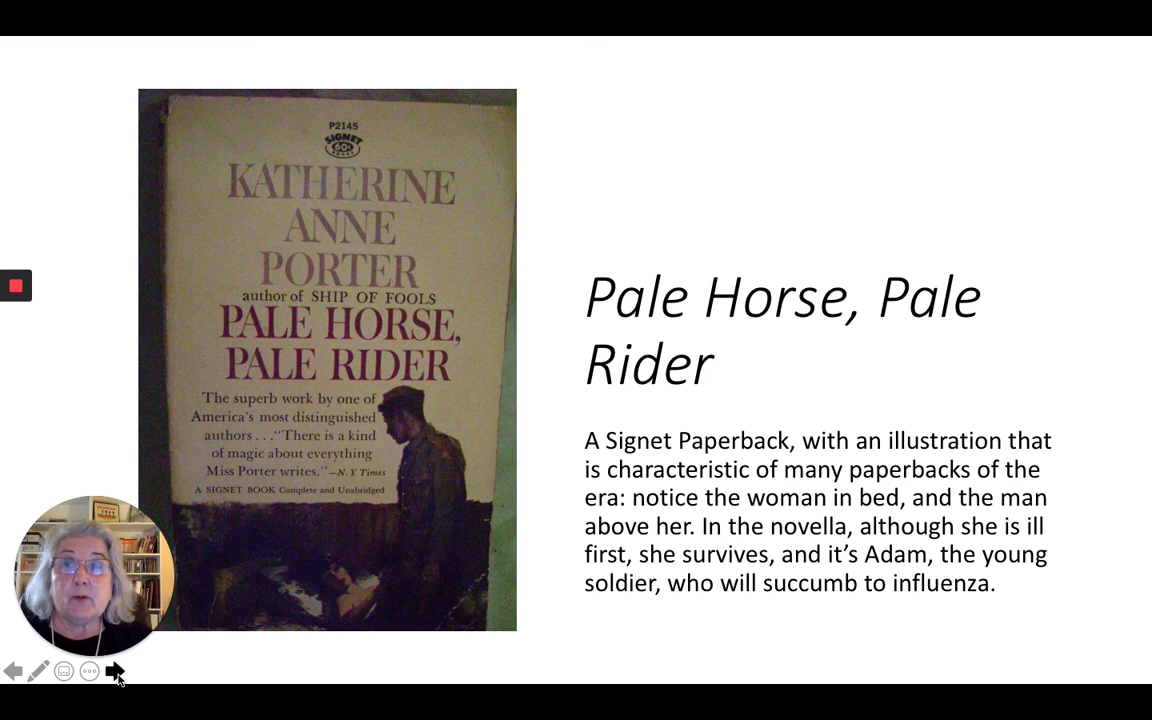 P2145
SIGNET
60¢
BOOKS
KATHERINE
ANNE
PORTER
author of SHIP OF FOOLS
PALE HORSE,
PALE RIDER
The superb work by one of
America's most distinguished
authors . . . "There is a kind
of magic about everything
Miss Porter writes." —N. Y. Times
A SIGNET BOOK Complete and Unabridged
Pale Horse, Pale
Rider
A Signet Paperback, with an illustration that
is characteristic of many paperbacks of the
era: notice the woman in bed, and the man
above her. In the novella, although she is ill
first, she survives, and it's Adam, the young
soldier, who will succumb to influenza.